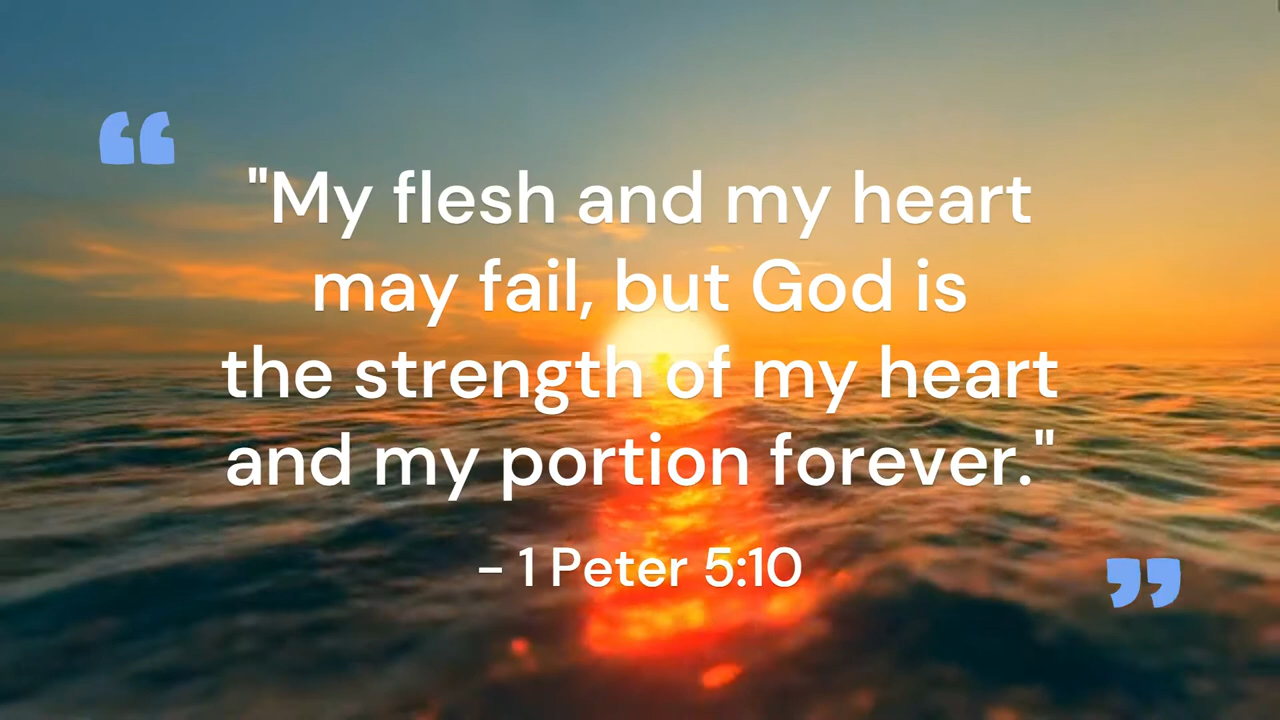 "My flesh and my heart
may fail, but God is
the strength of my heart
and my portion forever."
– 1 Peter 5:10